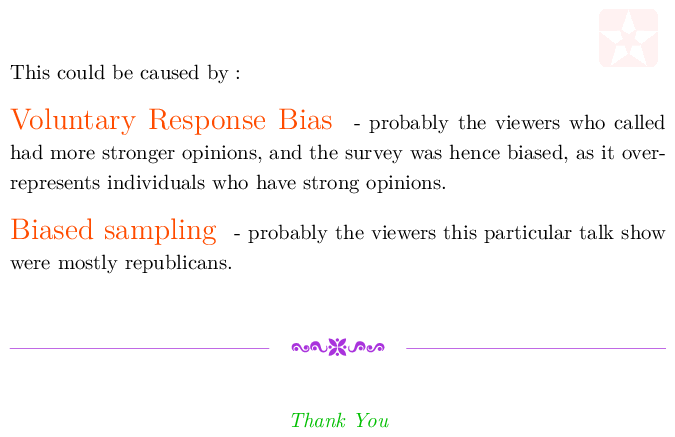 This could be caused by :
Voluntary Response Bias - probably the viewers who called
had more stronger opinions, and the survey was hence biased, as it over-
represents individuals who have strong opinions.
Biased sampling - probably the viewers this particular talk show
were mostly republicans.
Thank You